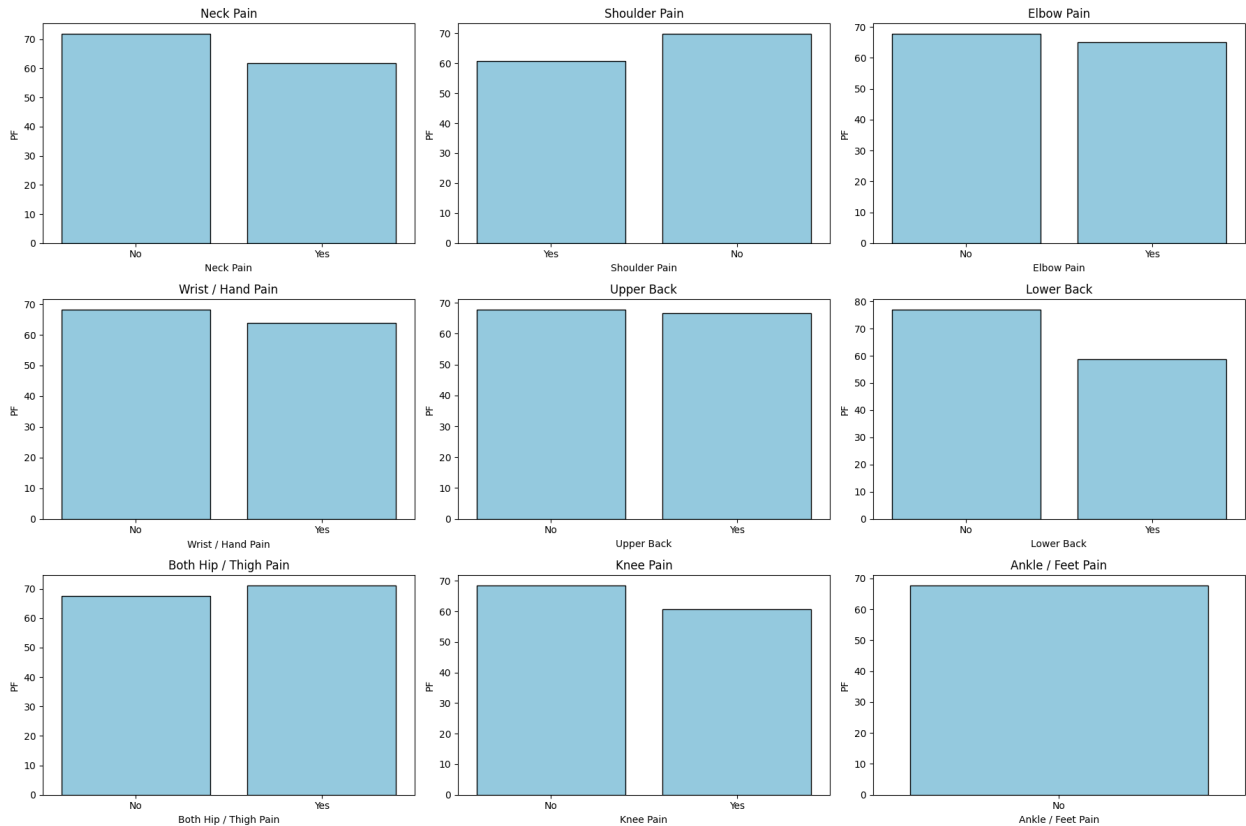 Neck Pain
70
60
50
40
30
20
10
0
PF
No Yes
Neck Pain
Shoulder Pain
70
60
50
40
30
20
10
0
PF
Yes No
Shoulder Pain
Elbow Pain
70
60
50
40
30
20
10
0
PF
No Yes
Elbow Pain
Wrist / Hand Pain
70
60
50
40
30
20
10
0
PF
No Yes
Wrist / Hand Pain
Upper Back
70
60
50
40
30
20
10
0
PF
No Yes
Upper Back
Lower Back
80
70
60
50
40
30
20
10
0
PF
No Yes
Lower Back
Both Hip / Thigh Pain
70
60
50
40
30
20
10
0
PF
No Yes
Both Hip / Thigh Pain
Knee Pain
70
60
50
40
30
20
10
0
PF
No Yes
Knee Pain
Ankle / Feet Pain
70
60
50
40
30
20
10
0
PF
No
Ankle / Feet Pain